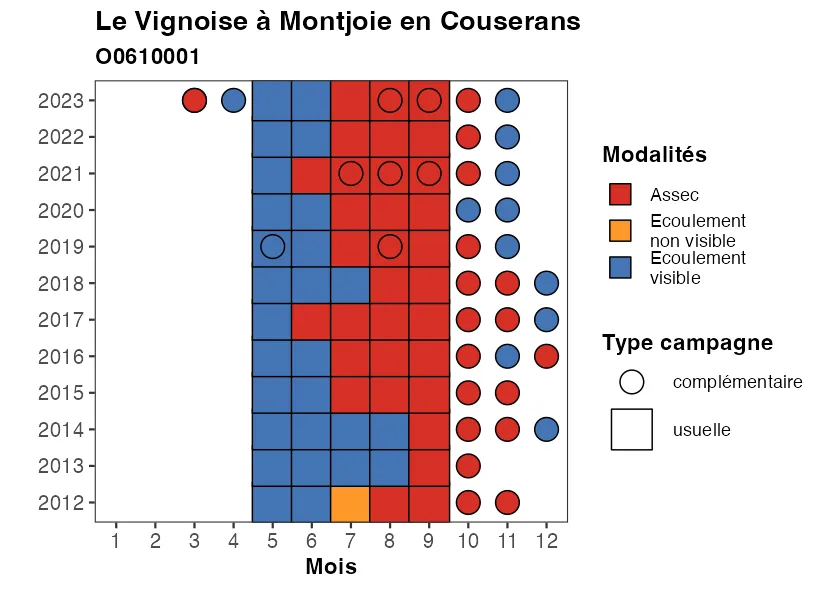 Le Vignoise à Montjoie en Couserans
O0610001
2023
2022
2021
2020
2019
2018
2017
2016
2015
2014
2013
2012
1 2 3 4 5 6 7 8 9 10 11 12
Mois
Modalités
Assec
Ecoulement
non visible
Ecoulement
visible
Type campagne
complémentaire
usuelle